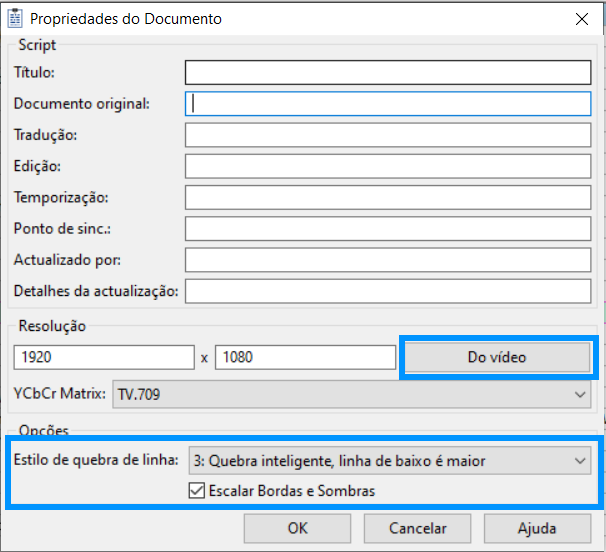 Propriedades do Documento
Script
Título:
Documento original:
Tradução:
Edição:
Temporização:
Ponto de sinc.:
Actualizado por:
Detalhes da actualização:
Resolução
1920 x 1080 Do vídeo
YCbCr Matrix: TV.709
Opções
Estilo de quebra de linha: 3: Quebra inteligente, linha de baixo é maior
Escalar Bordas e Sombras
OK Cancelar Ajuda